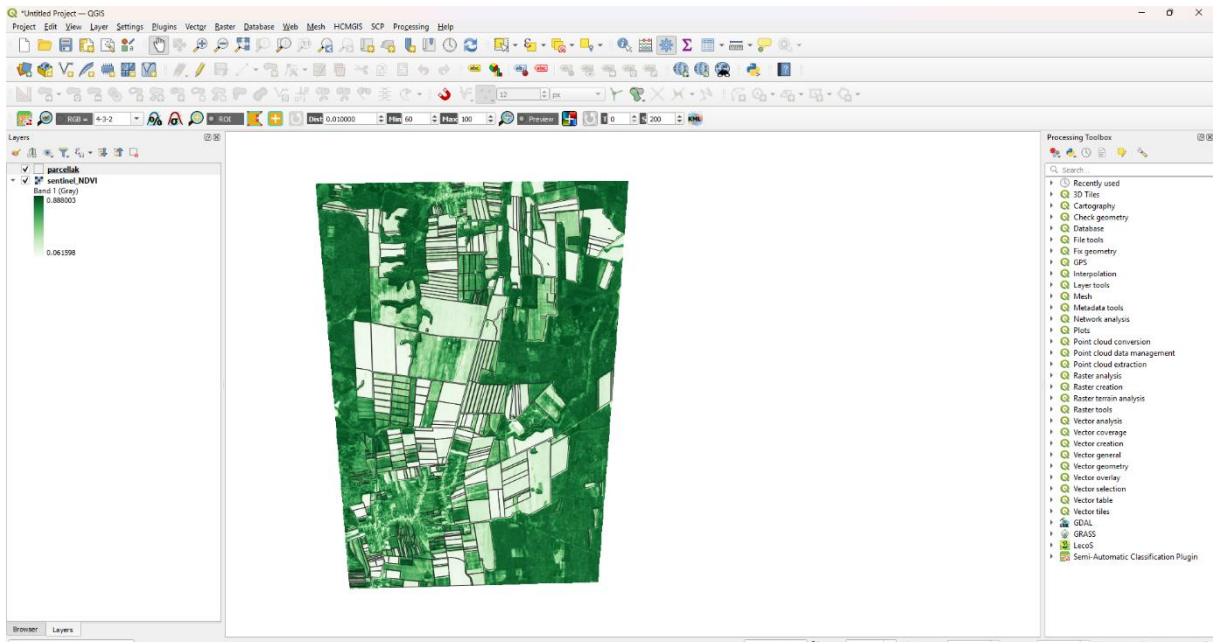 *Untitled Project — QGIS
Project Edit View Layer Settings Plugins Vector Raster Database Web Mesh HCMGIS SCP Processing Help
12 px
RGB = 4-3-2 ROI Dist 0.010000 Min 60 Max 100 Preview T 0 S 200 KML
Layers
parcellak
sentinel_NDVI
Band 1 (Gray)
0.888003
0.061598
Browser Layers
Processing Toolbox
Search…
Recently used
3D Tiles
Cartography
Check geometry
Database
File tools
Fix geometry
GPS
Interpolation
Layer tools
Mesh
Metadata tools
Network analysis
Plots
Point cloud conversion
Point cloud data management
Point cloud extraction
Raster analysis
Raster creation
Raster terrain analysis
Raster tools
Vector analysis
Vector coverage
Vector creation
Vector general
Vector geometry
Vector overlay
Vector selection
Vector table
Vector tiles
GDAL
GRASS
LecoS
Semi-Automatic Classification Plugin